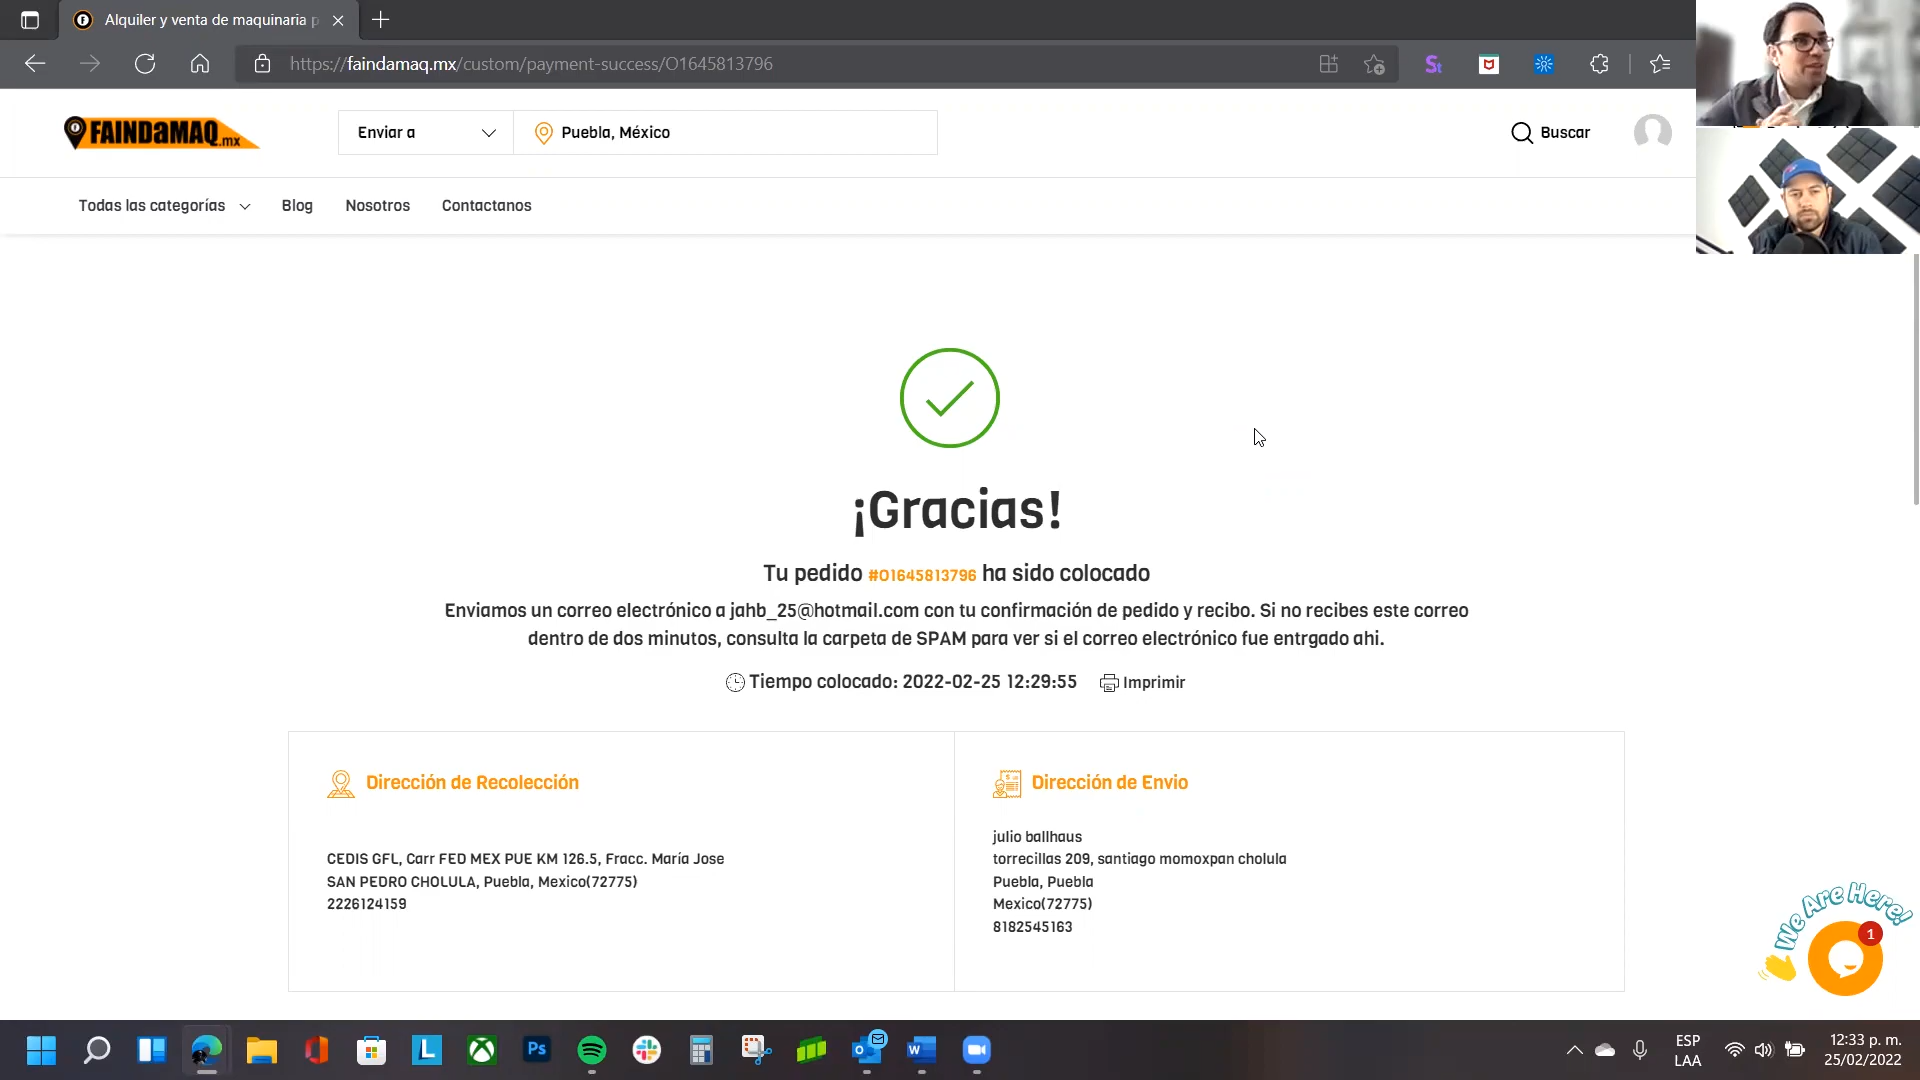 Alquiler y venta de maquinaria p
https://faindamaq.mx/custom/payment-success/O1645813796
FAINDaMAQ.mx
Enviar a
Puebla, México
Buscar
Todas las categorías
Blog
Nosotros
Contactanos
¡Gracias!
Tu pedido #O1645813796 ha sido colocado
Enviamos un correo electrónico a jahb_25@hotmail.com con tu confirmación de pedido y recibo. Si no recibes este correo
dentro de dos minutos, consulta la carpeta de SPAM para ver si el correo electrónico fue entrgado ahi.
Tiempo colocado: 2022-02-25 12:29:55
Imprimir
Dirección de Recolección
CEDIS GFL, Carr FED MEX PUE KM 126.5, Fracc. María Jose
SAN PEDRO CHOLULA, Puebla, Mexico(72775)
2226124159
Dirección de Envio
julio ballhaus
torrecillas 209, santiago momoxpan cholula
Puebla, Puebla
Mexico(72775)
8182545163
We Are Here!
1
St
L
Ps
O
W
ESP
LAA
12:33 p. m.
25/02/2022